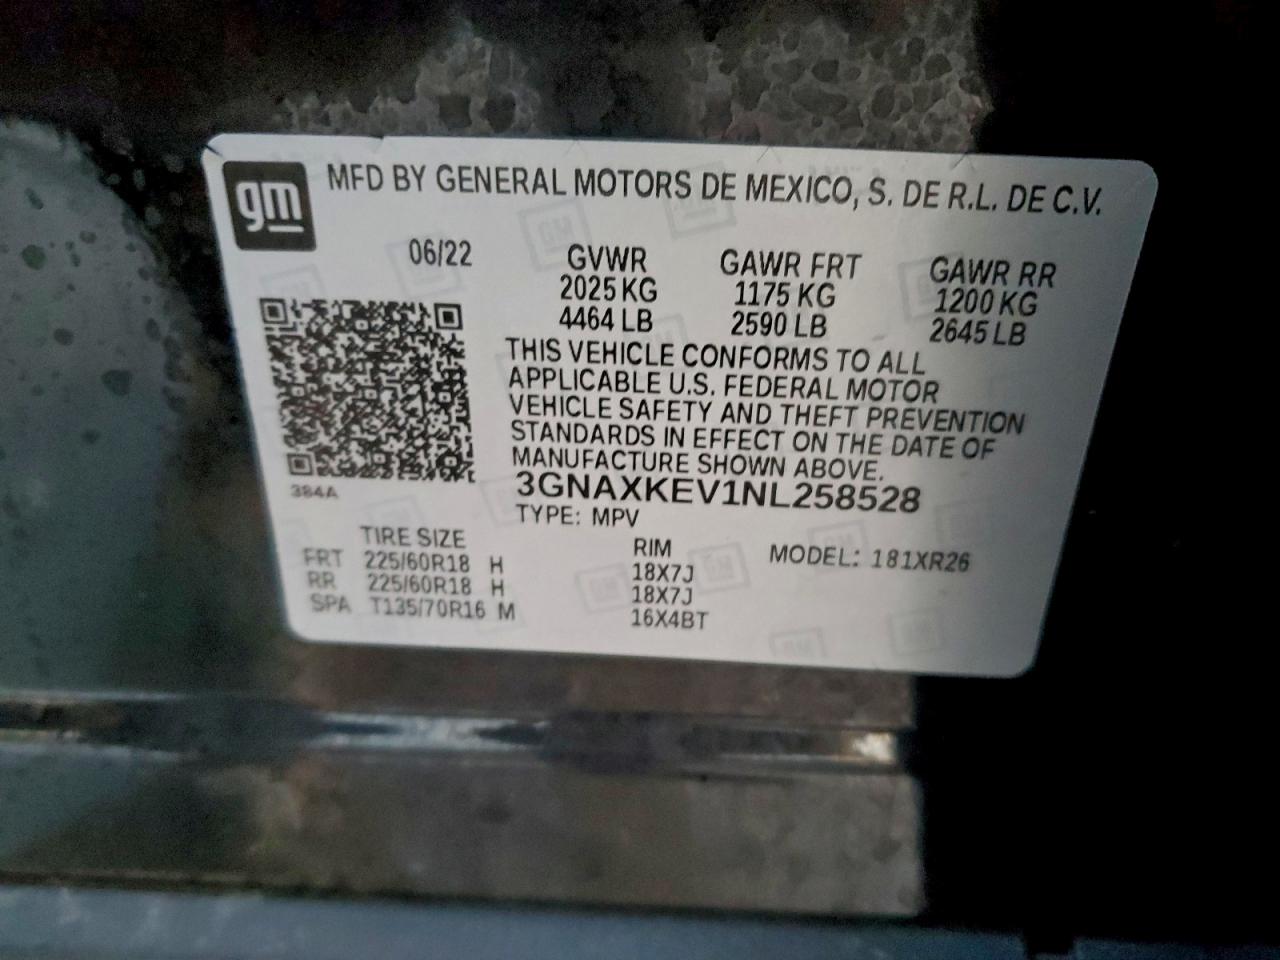 gm
MFD BY GENERAL MOTORS DE MEXICO, S. DE R.L. DE C.V.
06/22
GVWR GAWR FRT GAWR RR
2025 KG 1175 KG 1200 KG
4464 LB 2590 LB 2645 LB
THIS VEHICLE CONFORMS TO ALL
APPLICABLE U.S. FEDERAL MOTOR
VEHICLE SAFETY AND THEFT PREVENTION
STANDARDS IN EFFECT ON THE DATE OF
MANUFACTURE SHOWN ABOVE.
3GNAXKEV1NL258528
384A
TYPE: MPV
TIRE SIZE RIM MODEL: 181XR26
FRT 225/60R18 H 18X7J
RR 225/60R18 H 18X7J
SPA T135/70R16 M 16X4BT